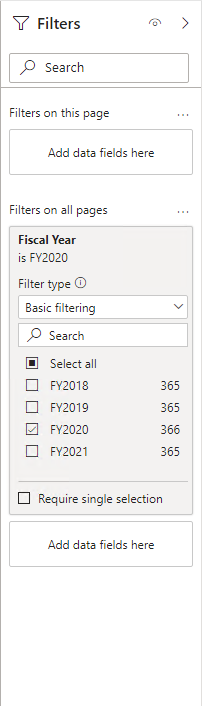 Filters
Search
Filters on this page
...
Add data fields here
Filters on all pages
...
Fiscal Year
is FY2020
Filter type
Basic filtering
Search
Select all
FY2018 365
FY2019 365
FY2020 366
FY2021 365
Require single selection
Add data fields here